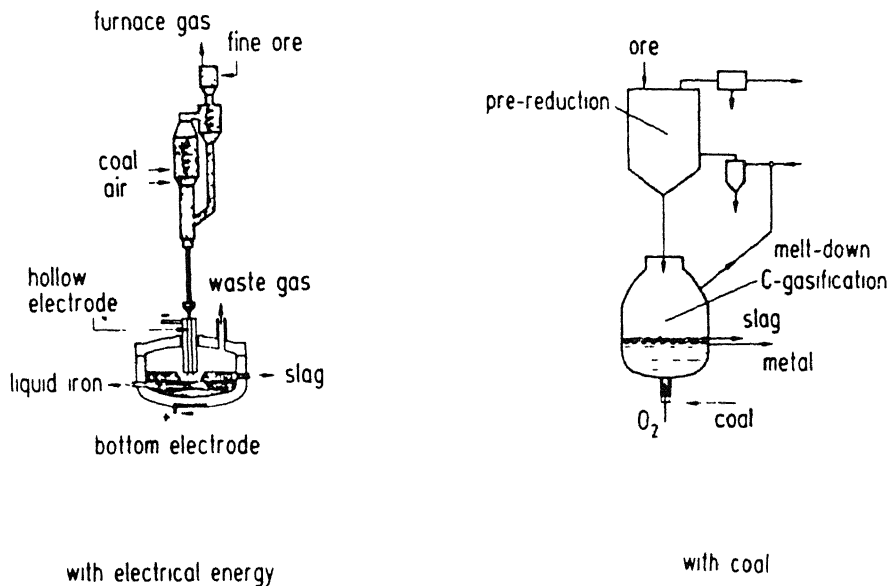 furnace gas
fine ore
coal
air
hollow
electrode
waste gas
liquid iron
slag
-
+
bottom electrode
with electrical energy
ore
pre-reduction
melt-down
C-gasification
slag
metal
O₂
coal
with coal